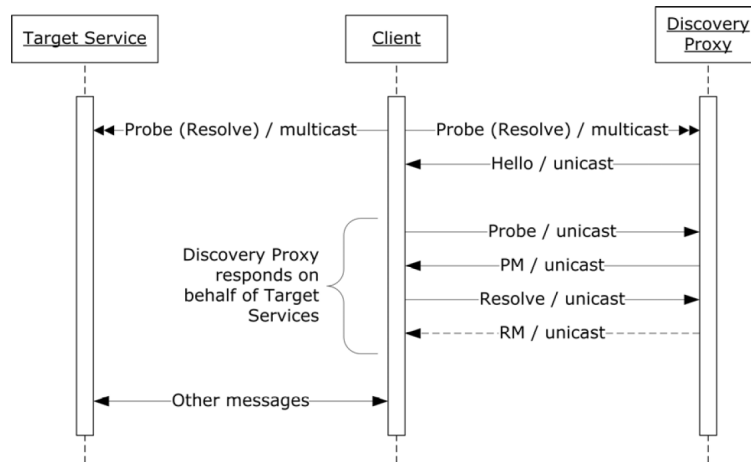 Target Service
Client
Discovery
Proxy
Probe (Resolve) / multicast
Probe (Resolve) / multicast
Hello / unicast
Probe / unicast
Discovery Proxy
responds on
behalf of Target
Services
PM / unicast
Resolve / unicast
RM / unicast
Other messages